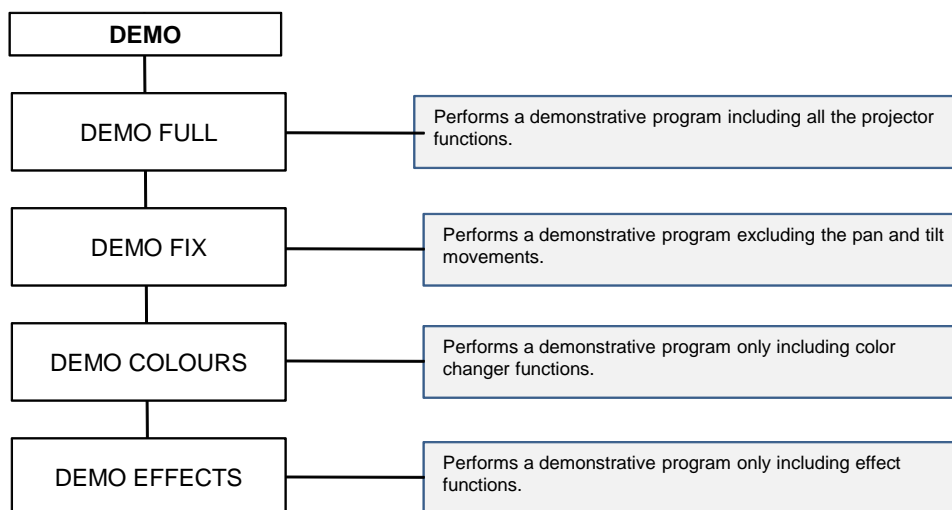 DEMO
DEMO FULL
Performs a demonstrative program including all the projector
functions.
DEMO FIX
Performs a demonstrative program excluding the pan and tilt
movements.
DEMO COLOURS
Performs a demonstrative program only including color
changer functions.
DEMO EFFECTS
Performs a demonstrative program only including effect
functions.